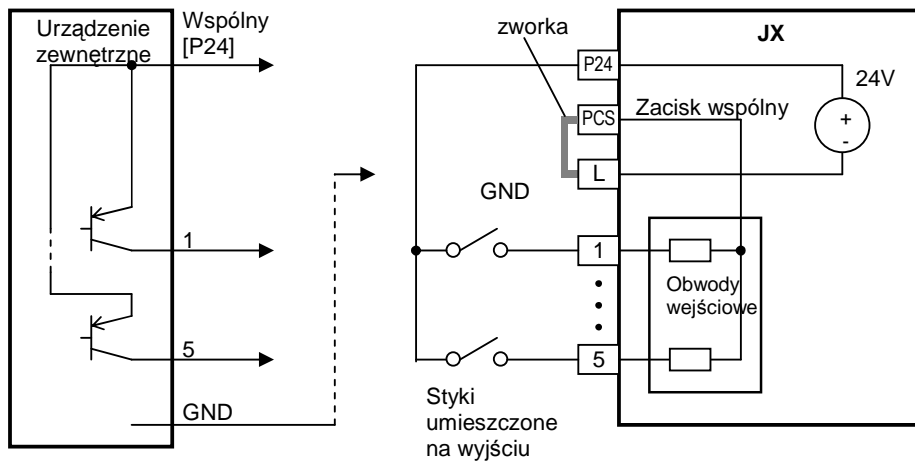 Urządzenie
zewnętrzne
Wspólny
[P24]
1
5
GND
zworka
JX
P24
24V
PCS
Zacisk wspólny
+
-
L
GND
1
Obwody
wejściowe
5
Styki
umieszczone
na wyjściu